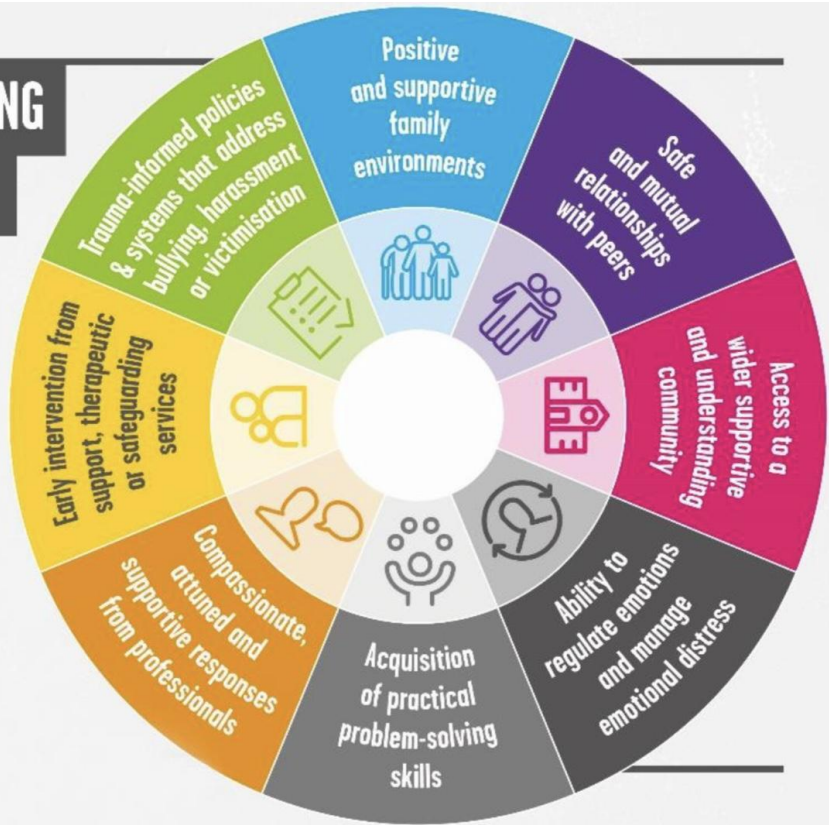 NG
Positive
and supportive
family
environments
Safe
and mutual
relationships
with peers
Access to a
wider supportive
and understanding
community
Ability to
regulate emotions
and manage
emotional distress
Acquisition
of practical
problem-solving
skills
Compassionate,
attuned and
supportive responses
from professionals
Early intervention from
support, therapeutic
or safeguarding
services
Trauma-informed policies
& systems that address
bullying, harassment
or victimisation